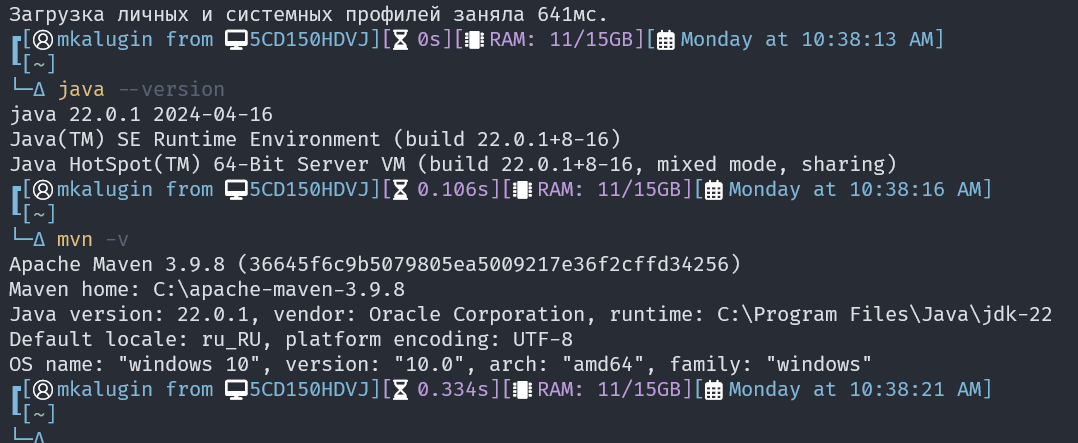 Загрузка личных и системных профилей заняла 641мс.
[mkalugin from 5CD150HDVJ][0s][RAM: 11/15GB][Monday at 10:38:13 AM]
[~]
└─Δ java --version
java 22.0.1 2024-04-16
Java(TM) SE Runtime Environment (build 22.0.1+8-16)
Java HotSpot(TM) 64-Bit Server VM (build 22.0.1+8-16, mixed mode, sharing)
[mkalugin from 5CD150HDVJ][0.106s][RAM: 11/15GB][Monday at 10:38:16 AM]
[~]
└─Δ mvn -v
Apache Maven 3.9.8 (36645f6c9b5079805ea5009217e36f2cffd34256)
Maven home: C:\apache-maven-3.9.8
Java version: 22.0.1, vendor: Oracle Corporation, runtime: C:\Program Files\Java\jdk-22
Default locale: ru_RU, platform encoding: UTF-8
OS name: "windows 10", version: "10.0", arch: "amd64", family: "windows"
[mkalugin from 5CD150HDVJ][0.334s][RAM: 11/15GB][Monday at 10:38:21 AM]
[~]
└─Δ